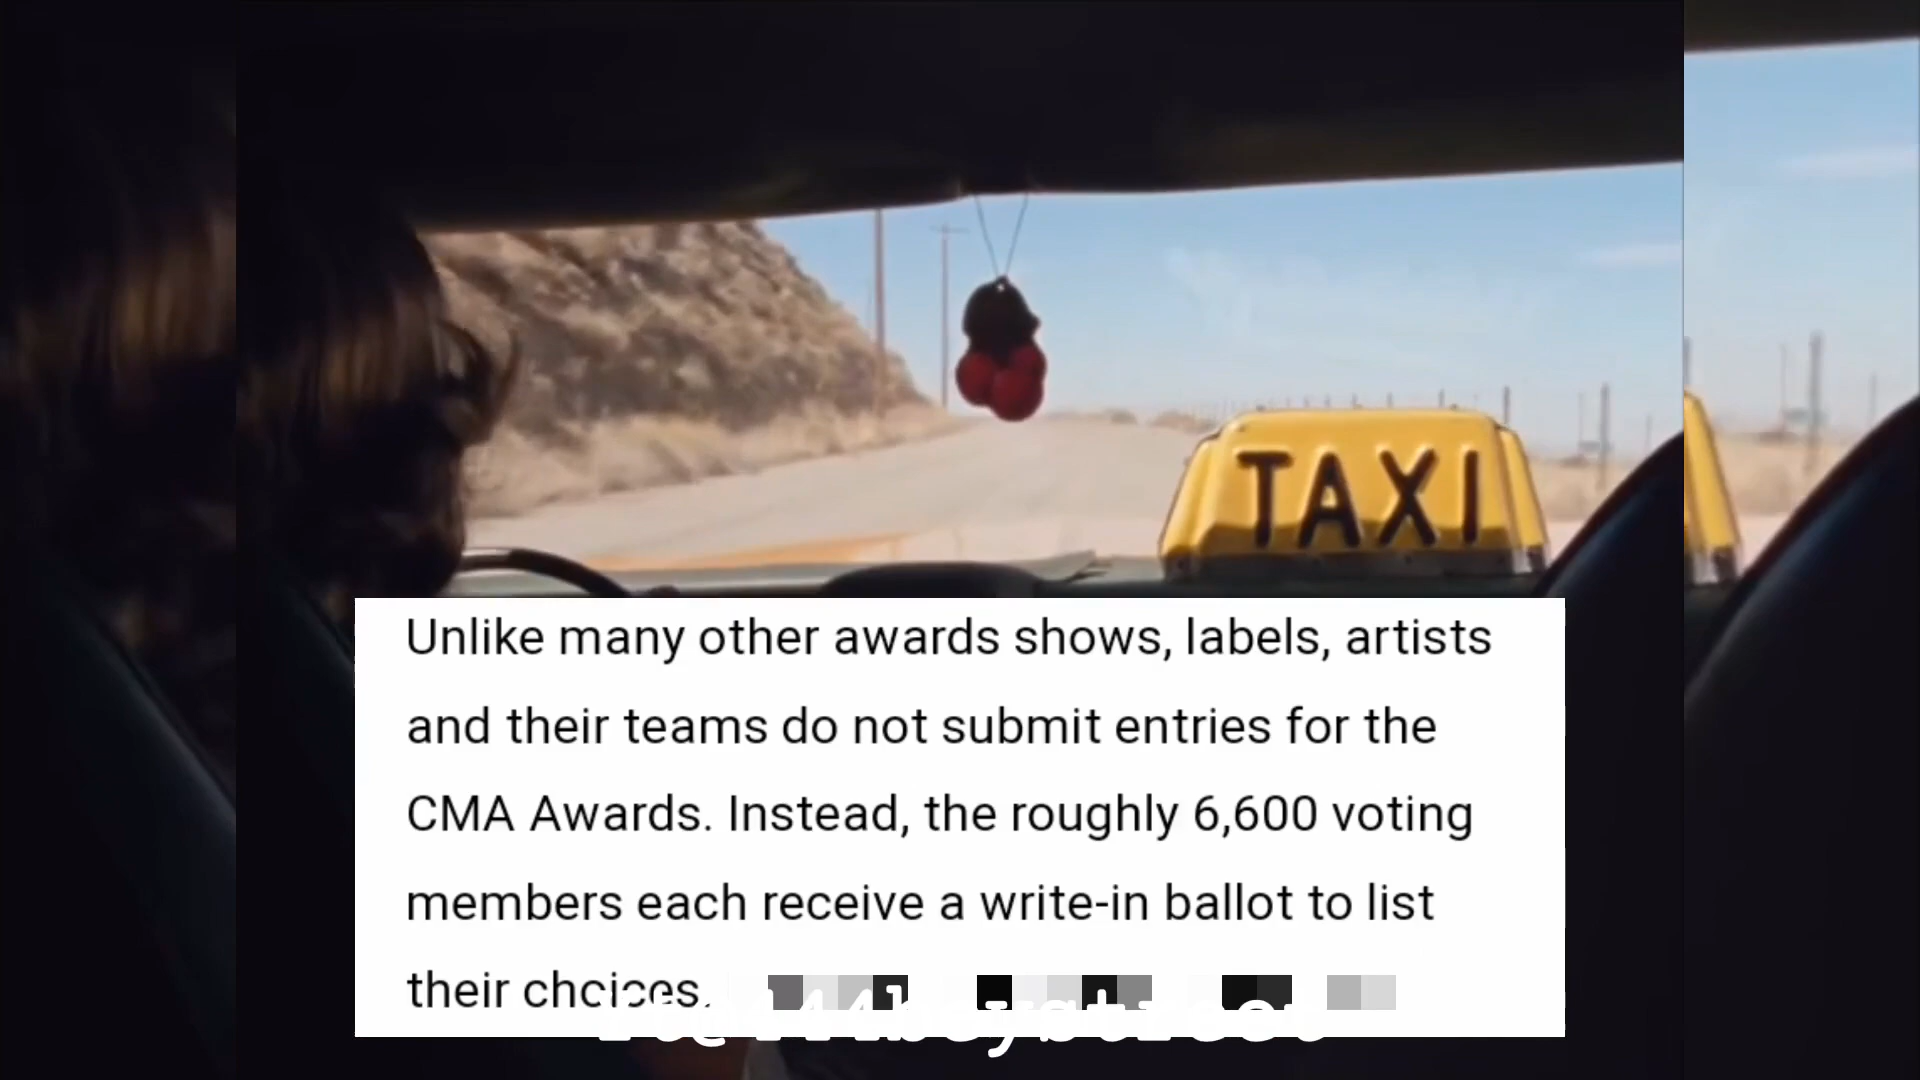 TAXI
Unlike many other awards shows, labels, artists
and their teams do not submit entries for the
CMA Awards. Instead, the roughly 6,600 voting
members each receive a write-in ballot to list
their choices.